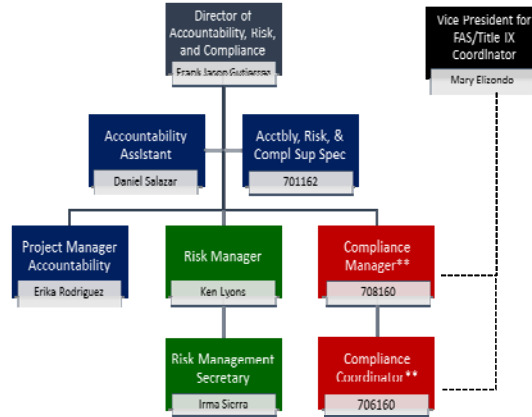 Director of
Accountability, Risk,
and Compliance
Frank Jason Gutierrez
Vice President for
FAS/Title IX
Coordinator
Mary Elizondo
Accountability
Assistant
Daniel Salazar
Acctbly, Risk, &
Compl Sup Spec
701162
Project Manager
Accountability
Erika Rodriguez
Risk Manager
Ken Lyons
Compliance
Manager**
708160
Risk Management
Secretary
Irma Sierra
Compliance
Coordinator**
706160